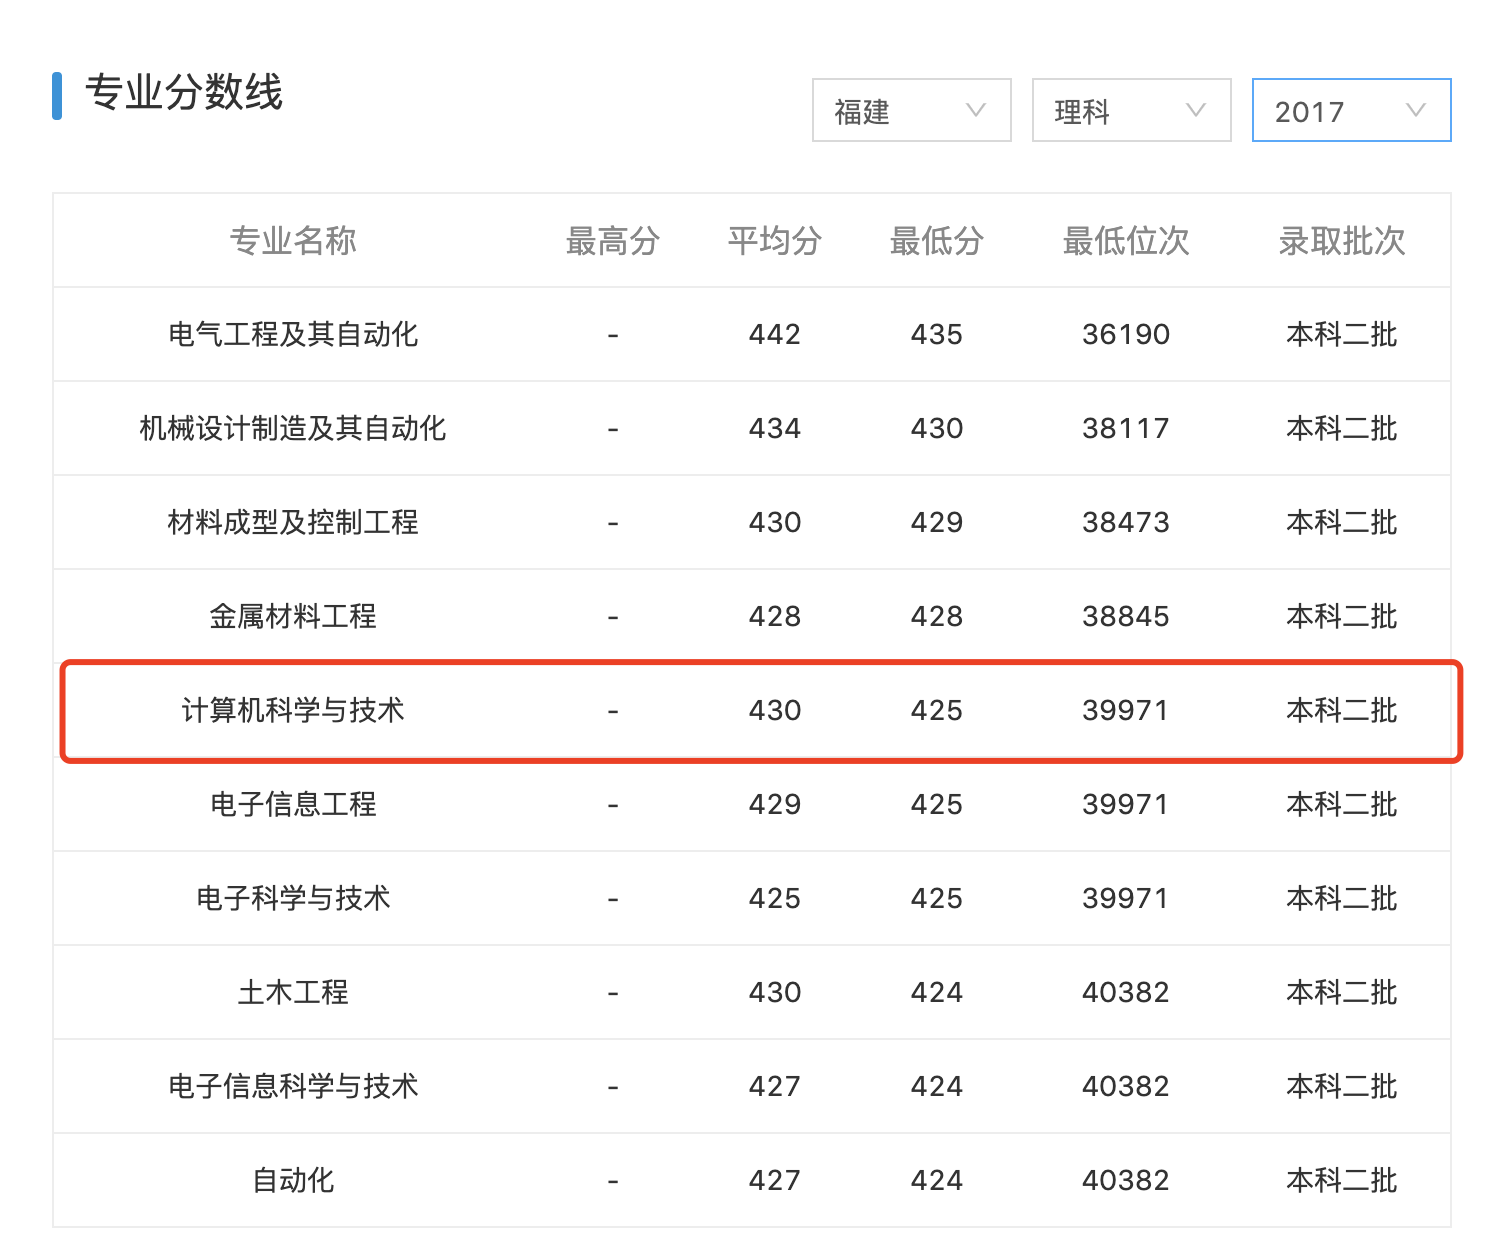 专业分数线
福建 理科 2017
专业名称 最高分 平均分 最低分 最低位次 录取批次
电气工程及其自动化 - 442 435 36190 本科二批
机械设计制造及其自动化 - 434 430 38117 本科二批
材料成型及控制工程 - 430 429 38473 本科二批
金属材料工程 - 428 428 38845 本科二批
计算机科学与技术 - 430 425 39971 本科二批
电子信息工程 - 429 425 39971 本科二批
电子科学与技术 - 425 425 39971 本科二批
土木工程 - 430 424 40382 本科二批
电子信息科学与技术 - 427 424 40382 本科二批
自动化 - 427 424 40382 本科二批